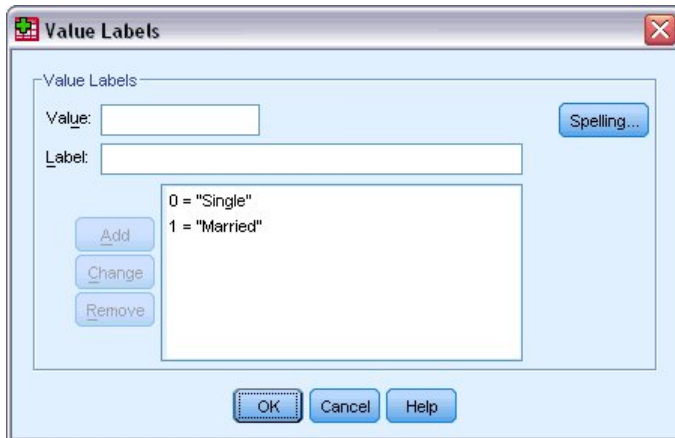 Value Labels
Value Labels
Value:
Spelling...
Label:
0 = "Single"
1 = "Married"
Add
Change
Remove
OK Cancel Help